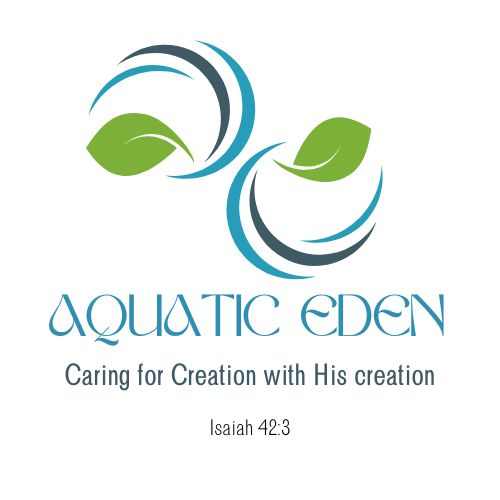 AQUATIC EDEN
Caring for Creation with His creation
Isaiah 42:3